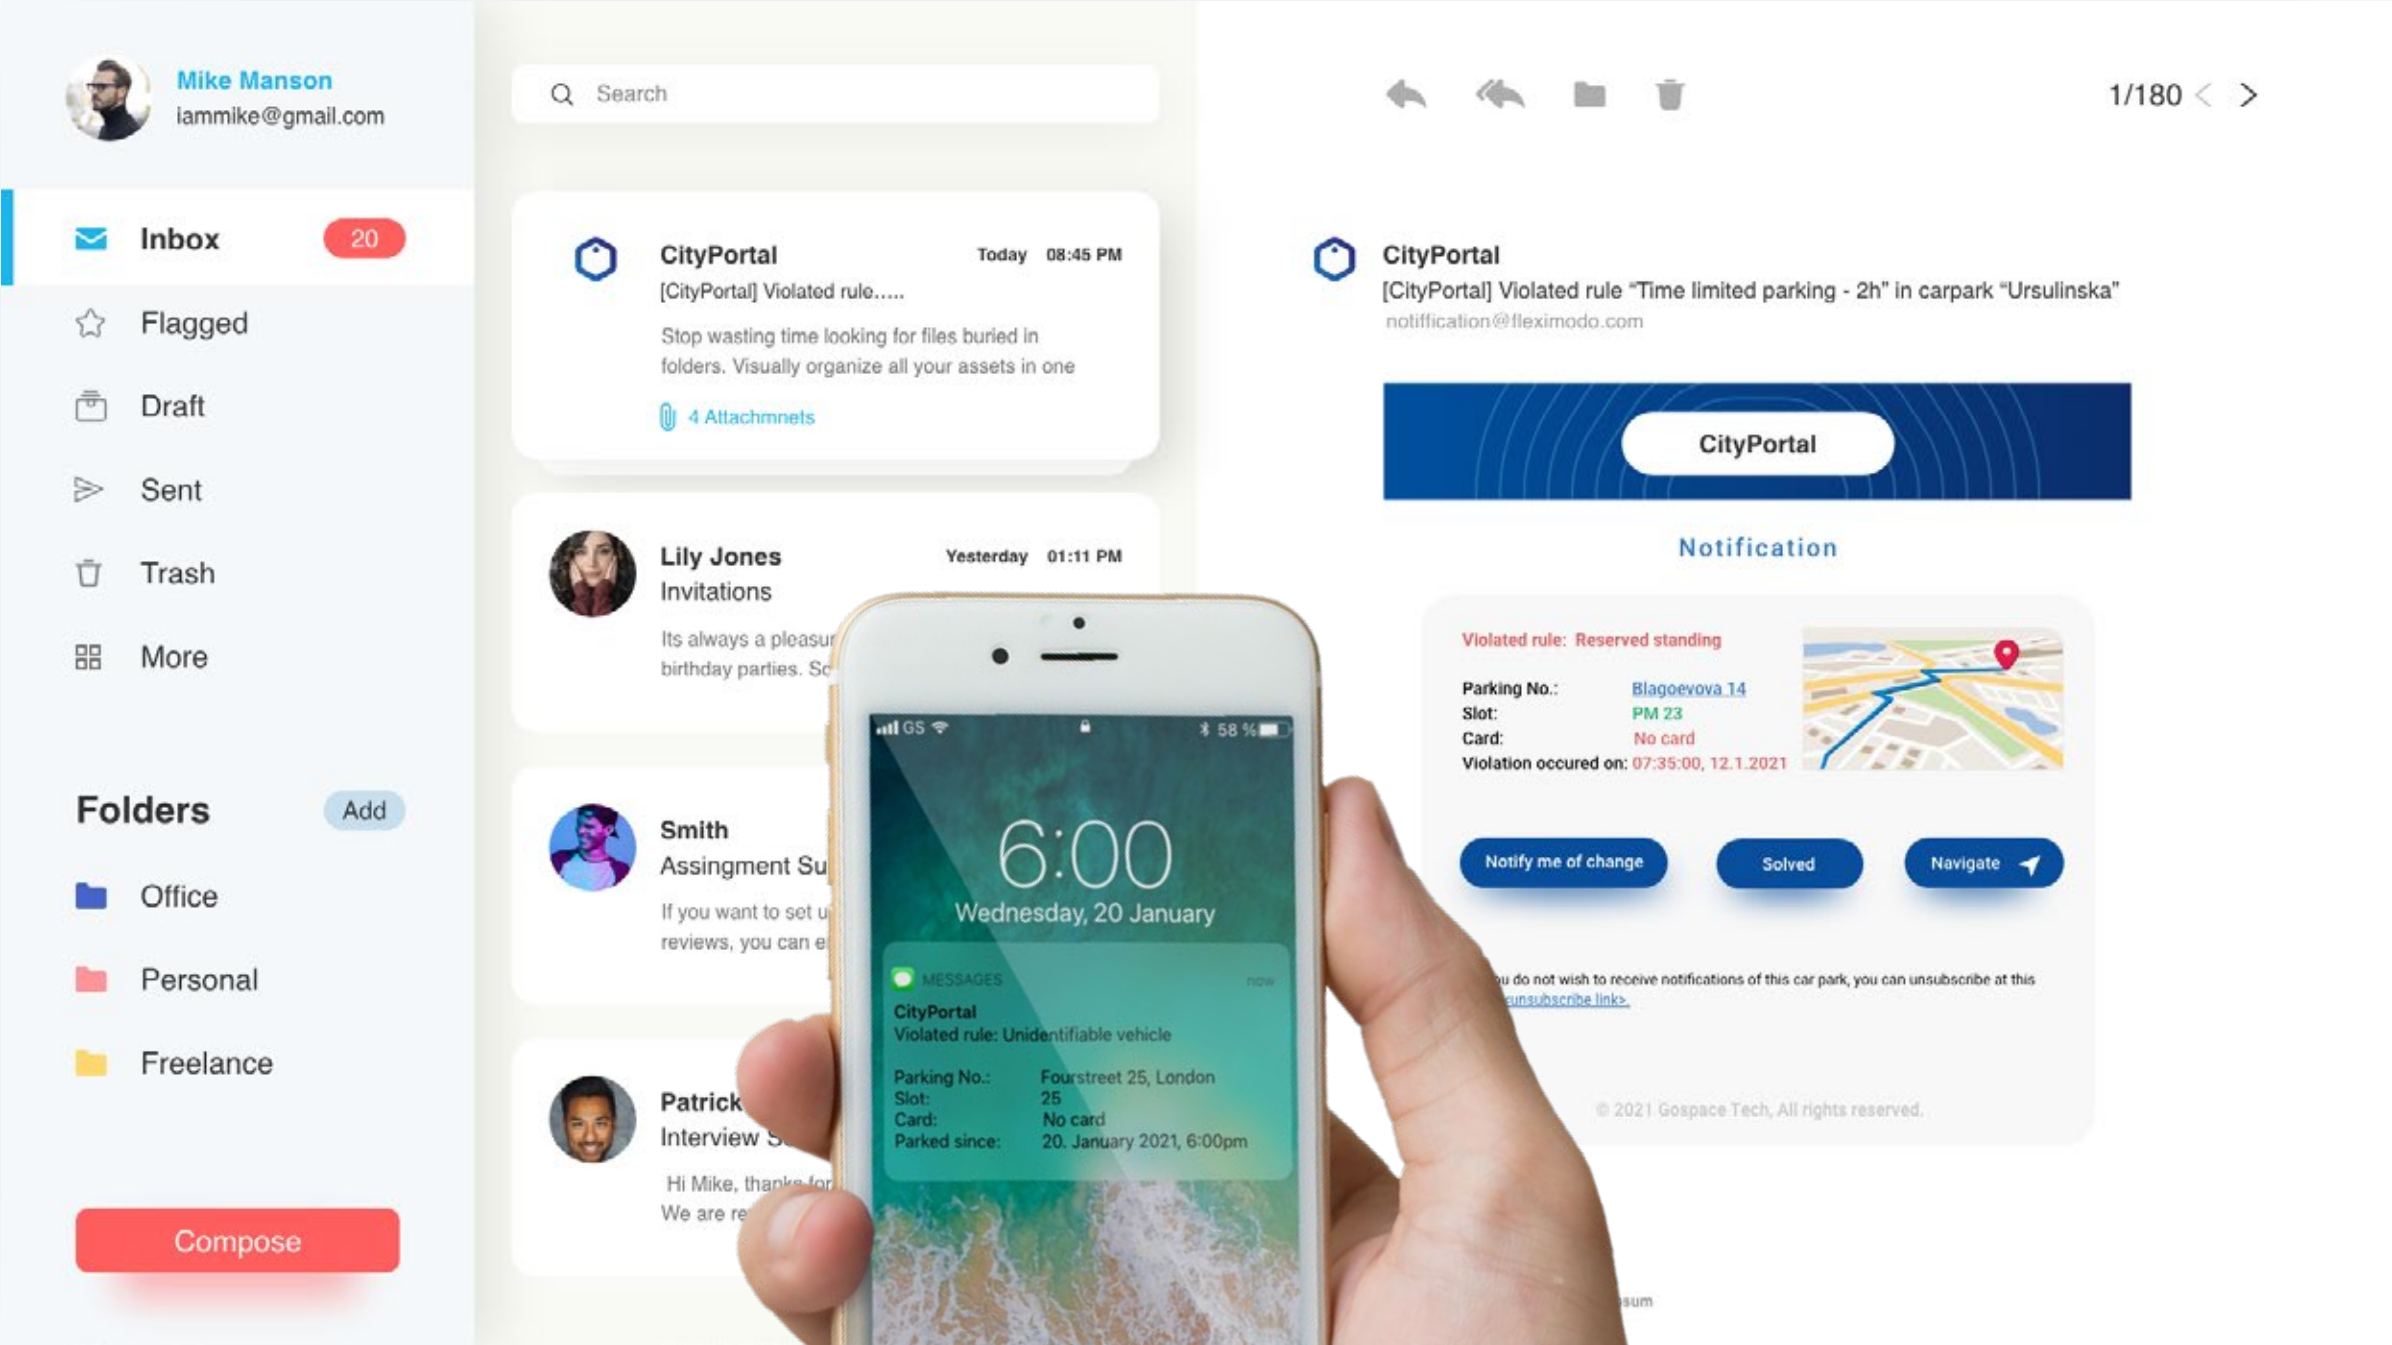 Mike Manson
iammike@gmail.com
Inbox 20
Flagged
Draft
Sent
Trash
More
Folders Add
Office
Personal
Freelance
Compose
Search
CityPortal Today 08:45 PM
[CityPortal] Violated rule.....
Stop wasting time looking for files buried in
folders. Visually organize all your assets in one
4 Attachmnets
Lily Jones Yesterday 01:11 PM
Invitations
Its always a pleasur
birthday parties. Sc
Smith
Assingment Su
If you want to set u
reviews, you can e
Patrick
Interview S
Hi Mike, thanks for
We are re
GS 58 %
6:00
Wednesday, 20 January
MESSAGES now
CityPortal
Violated rule: Unidentifiable vehicle
Parking No.: Fourstreet 25, London
Slot: 25
Card: No card
Parked since: 20. January 2021, 6:00pm
1/180
CityPortal
[CityPortal] Violated rule “Time limited parking - 2h” in carpark “Ursulinska”
notiffication@fleximodo.com
CityPortal
Notification
Violated rule: Reserved standing
Parking No.: Blagoevova 14
Slot: PM 23
Card: No card
Violation occured on: 07:35:00, 12.1.2021
Notify me of change
Solved
Navigate
u do not wish to receive notifications of this car park, you can unsubscribe at this
<unsubscribe link>.
© 2021 Gospace Tech, All rights reserved.
sum